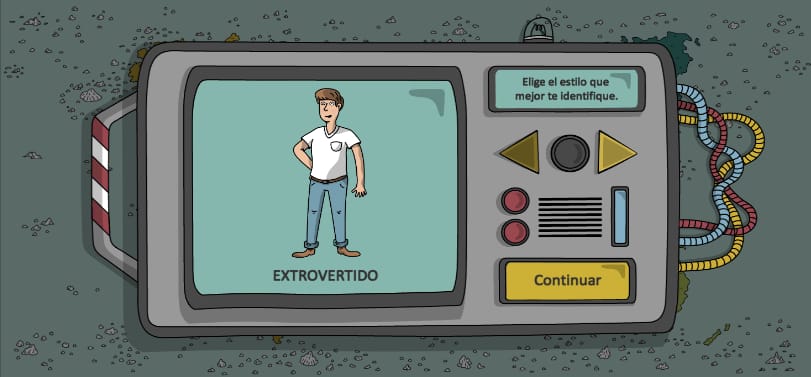 Elige el estilo que
mejor te identifique.
EXTROVERTIDO
Continuar